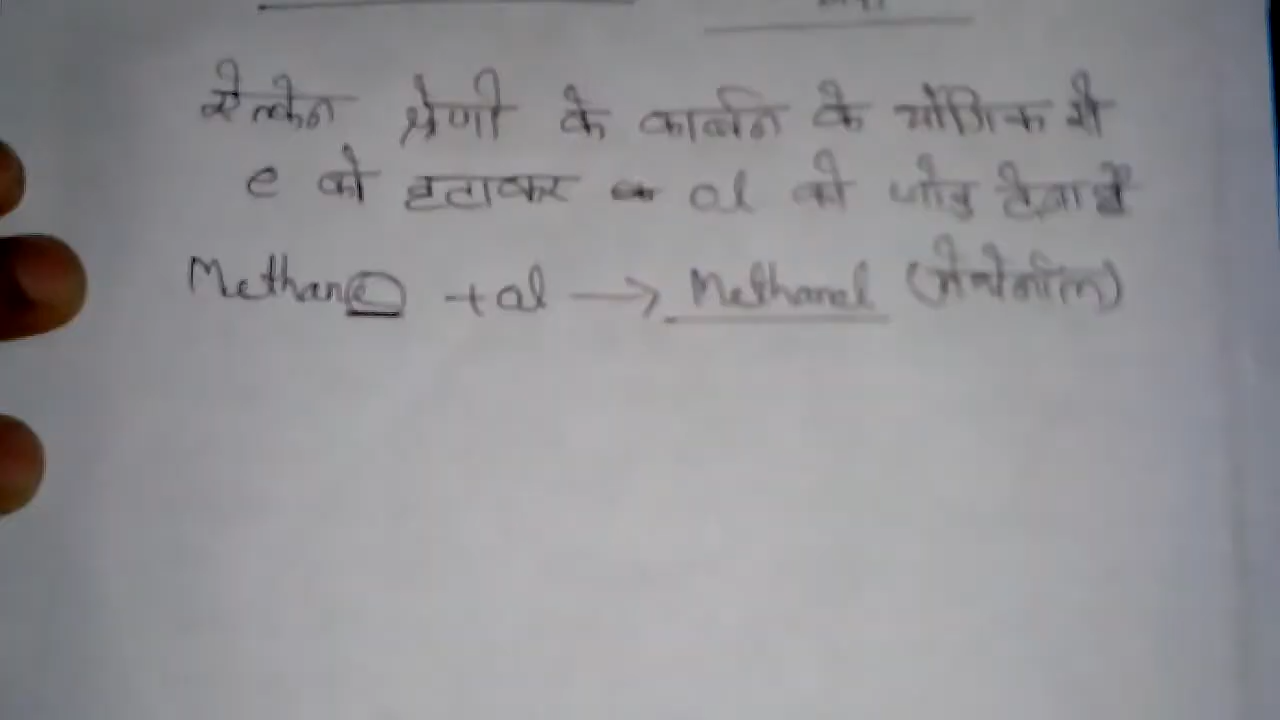 ऐल्केन श्रेणी के कार्बन के यौगिक से
e को हटाकर al को जोड़ देते हैं
Methane + al → Methanal (मेथेनॉल)